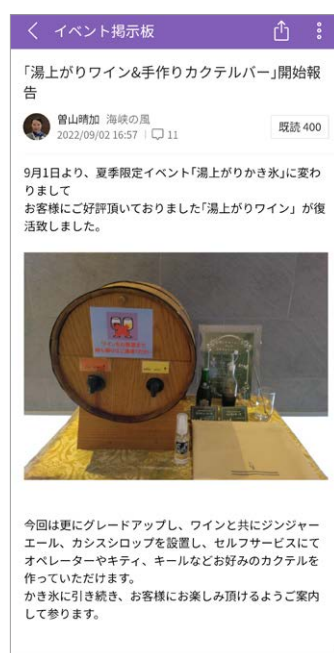 イベント掲示板
「湯上がりワイン&手作りカクテルバー」開始報
告
曽山晴加 海峡の風
2022/09/02 16:57 11
既読 400
9月1日より、夏季限定イベント「湯上がりかき氷」に変わ
りまして
お客様にご好評頂いておりました「湯上がりワイン」が復
活致しました。
今回は更にグレードアップし、ワインと共にジンジャー
エール、カシスシロップを設置し、セルフサービスにて
オペレーターやキティ、キールなどお好みのカクテルを
作っていただけます。
かき氷に引き続き、お客様にお楽しみ頂けるようご案内
して参ります。